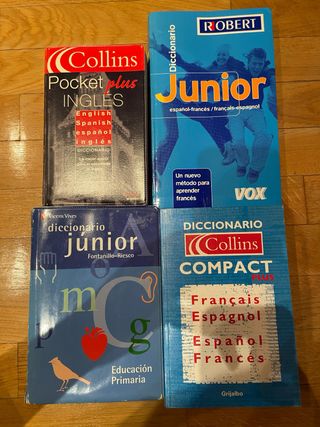 Collins
Pocket plus
INGLÉS
English
Spanish
español
inglés
DICCIONARIO
ROBERT
Diccionario
Junior
español-francés / français-espagnol
Un nuevo
método para
aprender
francés
VOX
Vicens Vives
diccionario
júnior
Fontanillo-Riesco
A
a
p
m
C
g
Educación
Primaria
DICCIONARIO
Collins
COMPACT
PLUS
Français
Espagnol
Español
Francés
Grijalbo